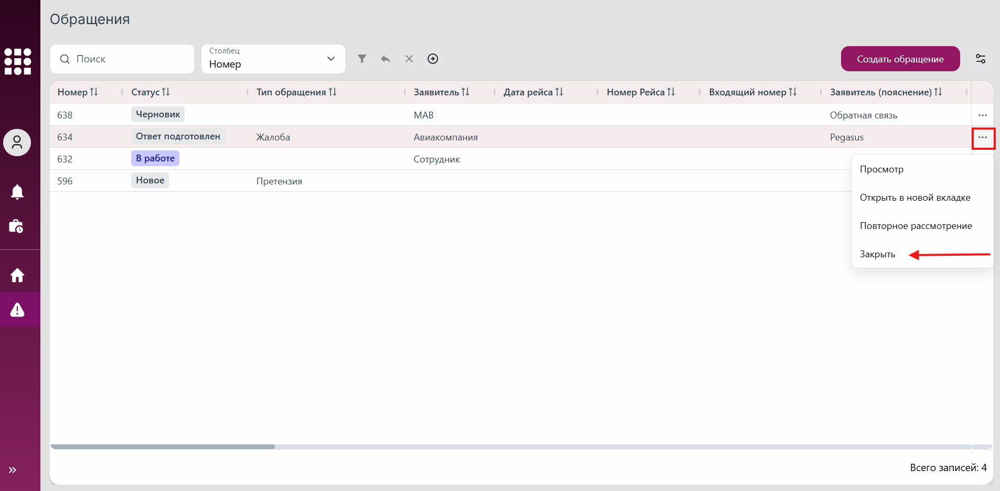 Обращения
Поиск
Столбец
Номер
Создать обращение
Номер Статус Тип обращения Заявитель Дата рейса Номер Рейса Входящий номер Заявитель (пояснение)
638 Черновик МАВ Обратная связь
634 Ответ подготовлен Жалоба Авиакомпания Pegasus
632 В работе Сотрудник
596 Новое Претензия
Просмотр
Открыть в новой вкладке
Повторное рассмотрение
Закрыть
Всего записей: 4